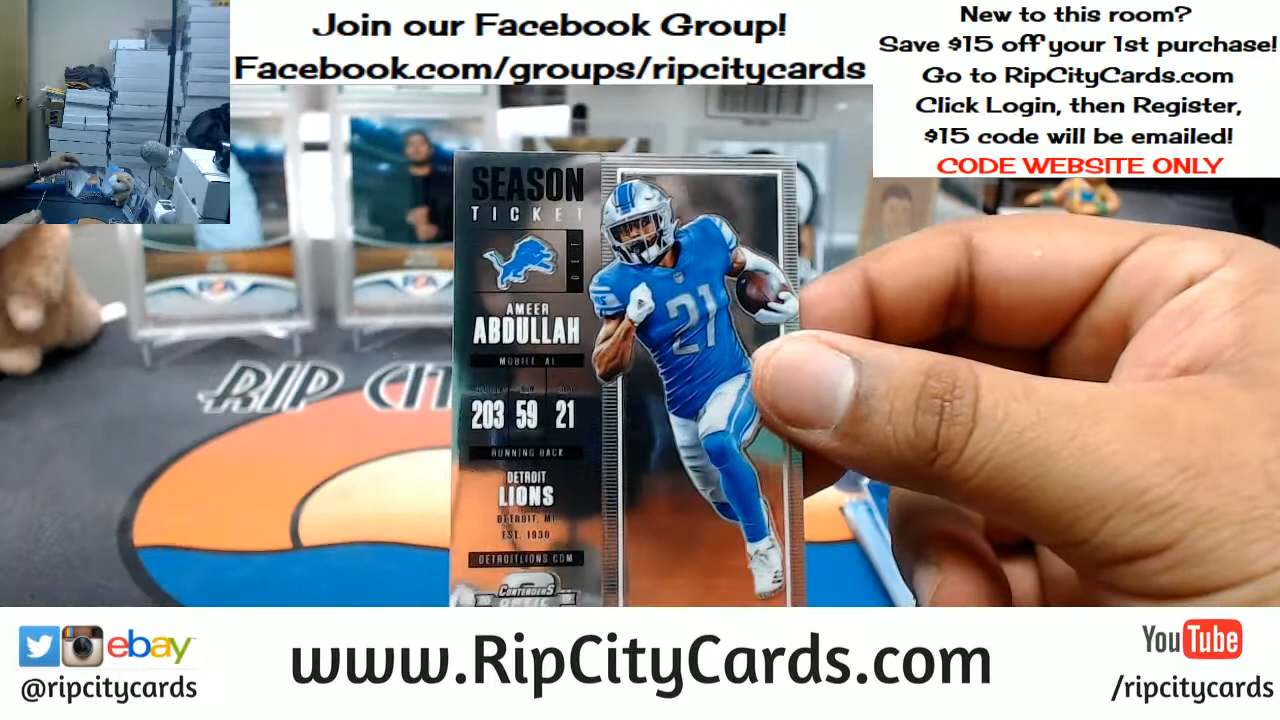 Join our Facebook Group!
Facebook.com/groups/ripcitycards
New to this room?
Save $15 off your 1st purchase!
Go to RipCityCards.com
Click Login, then Register,
$15 code will be emailed!
CODE WEBSITE ONLY
SEASON
TICKET
DET
AMEER
ABDULLAH
MOBILE, AL
203 59 21
RUNNING BACK
DETROIT
LIONS
DETROIT, MI
EST. 1930
DETROITLIONS.COM
CONTENDERS
21
RIP CIT
PSA
PSA
ebay
@ripcitycards
www.RipCityCards.com
YouTube
/ripcitycards